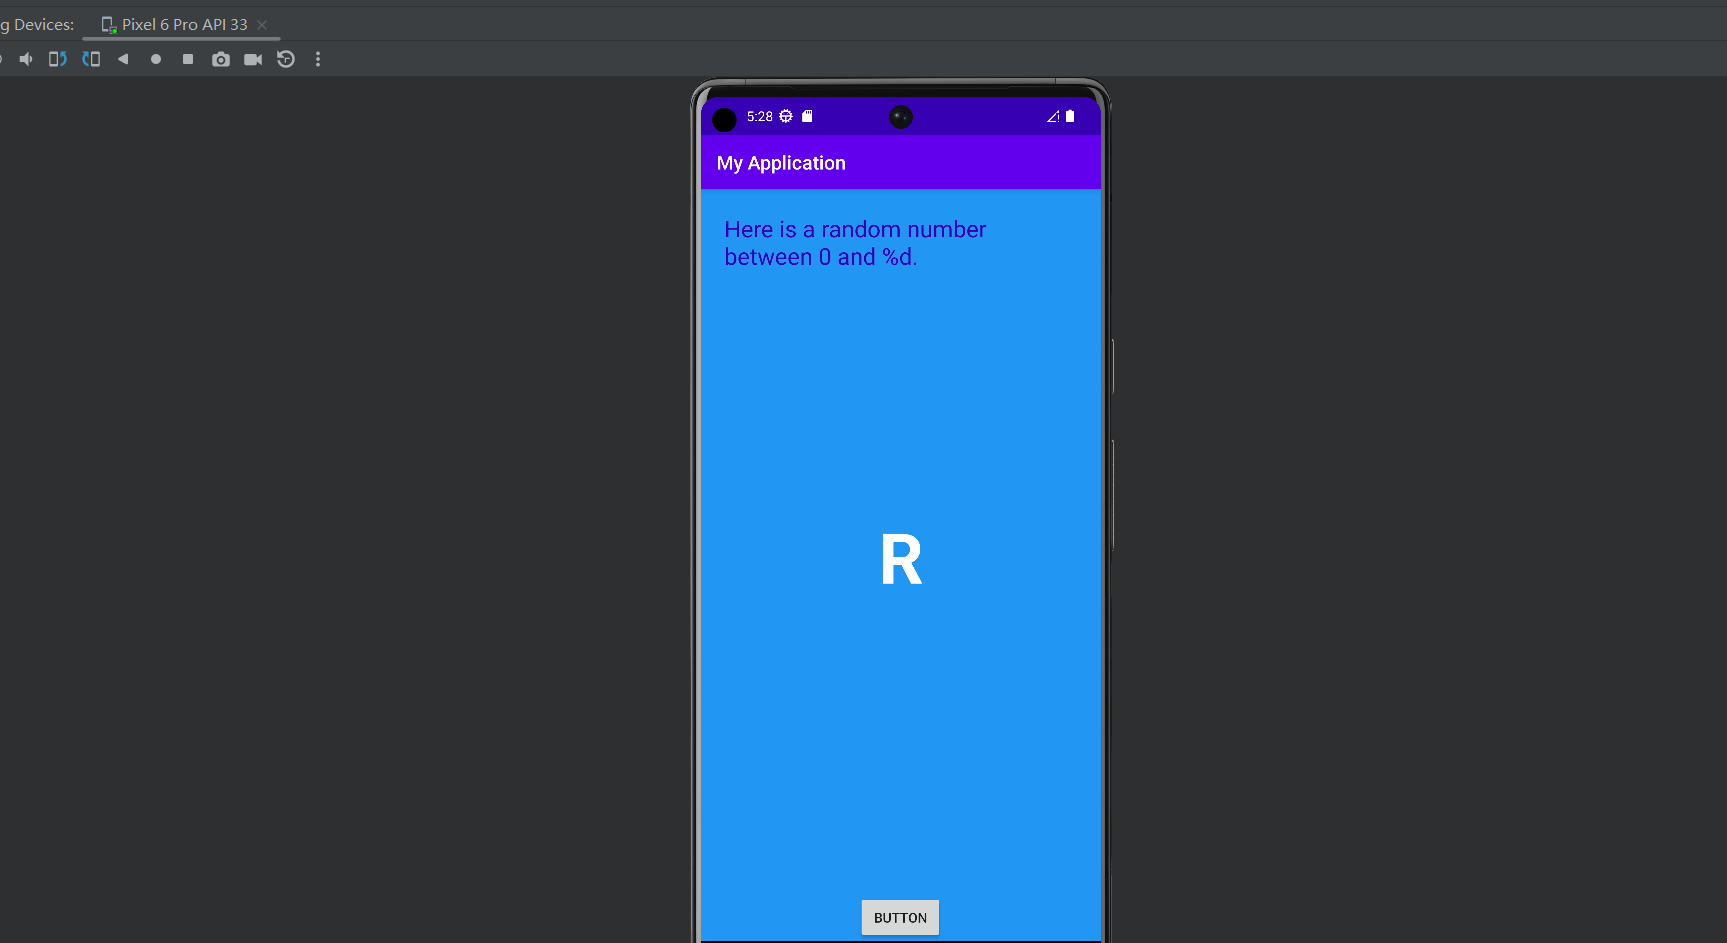 g Devices:
Pixel 6 Pro API 33
5:28
My Application
Here is a random number
between 0 and %d.
R
BUTTON